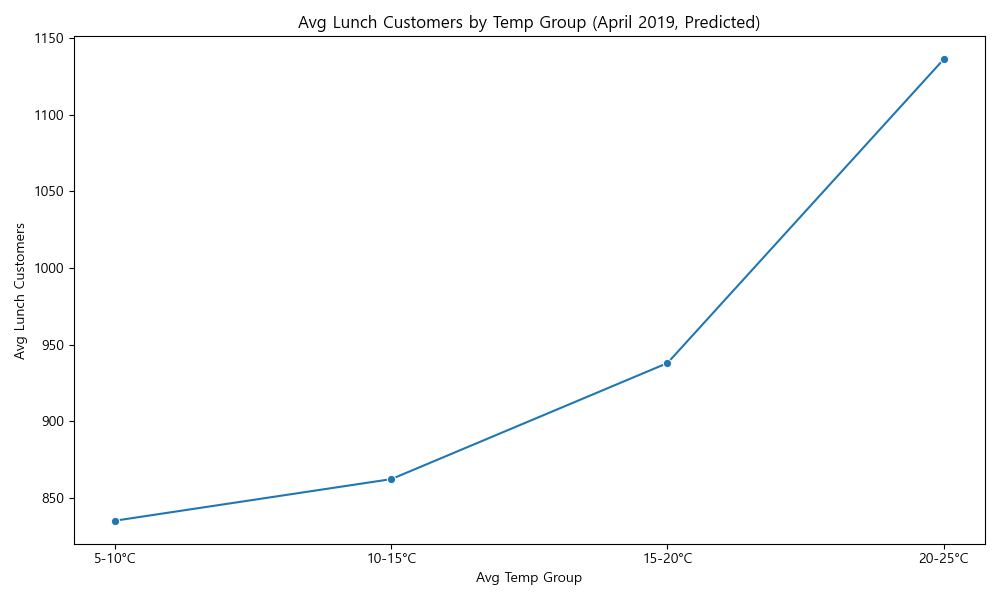 Avg Lunch Customers by Temp Group (April 2019, Predicted)
1150
1100
1050
1000
950
900
850
Avg Lunch Customers
5-10°C
10-15°C
15-20°C
20-25°C
Avg Temp Group